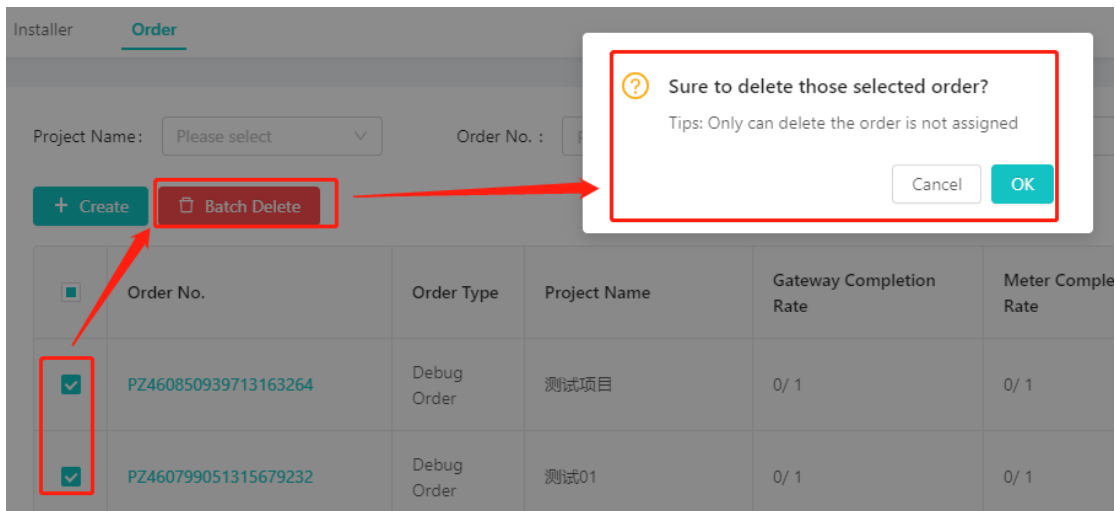 Installer
Order
Sure to delete those selected order?
Tips: Only can delete the order is not assigned
Cancel
OK
Project Name:
Please select
Order No. :
+ Create
Batch Delete
Order No.
Order Type
Project Name
Gateway Completion
Rate
Meter Comple
Rate
PZ460850939713163264
Debug
Order
测试项目
0/ 1
0/ 1
PZ460799051315679232
Debug
Order
测试01
0/ 1
0/ 1